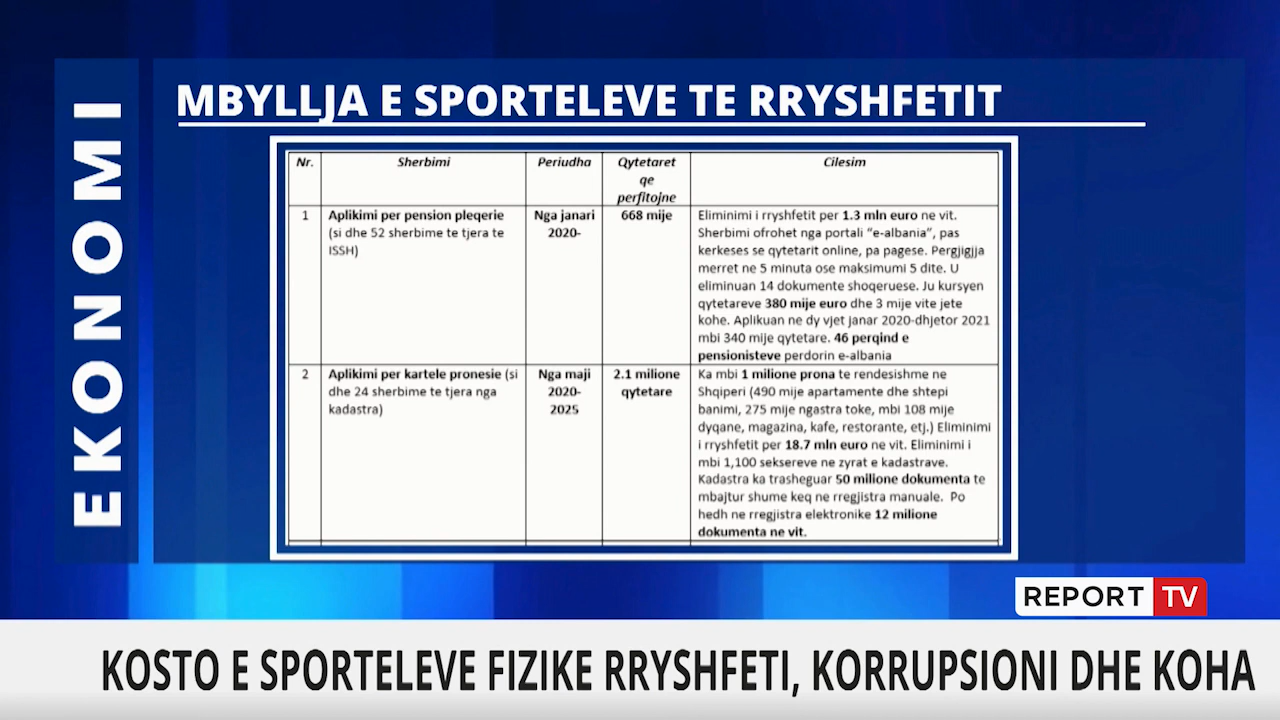 EKONOMI
MBYLLJA E SPORTELEVE TE RRYSHFETIT
Nr.
Sherbimi
Periudha
Qytetaret
qe
perfitojne
Cilesim
1
Aplikimi per pension pleqerie
(si dhe 52 sherbime te tjera te
ISSH)
Nga janari
2020-
668 mije
Eliminimi i rryshfetit per 1.3 mln euro ne vit.
Sherbimi ofrohet nga portali “e-albania”, pas
kerkeses se qytetarit online, pa pagese. Pergjigjja
merret ne 5 minuta ose maksimumi 5 dite. U
eliminuan 14 dokumente shoqeruese. Ju kursyen
qytetareve 380 mije euro dhe 3 mije vite jete
kohe. Aplikuan ne dy vjet janar 2020-dhjetor 2021
mbi 340 mije qytetare. 46 perqind e
pensionisteve perdorin e-albania
2
Aplikimi per kartele pronesie (si
dhe 24 sherbime te tjera nga
kadastra)
Nga maji
2020-
2025
2.1 milione
qytetare
Ka mbi 1 milione prona te rendesishme ne
Shqiperi (490 mije apartamente dhe shtepi
banimi, 275 mije ngastra toke, mbi 108 mije
dyqane, magazina, kafe, restorante, etj.) Eliminimi
i rryshfetit per 18.7 mln euro ne vit. Eliminimi i
mbi 1,100 seksereve ne zyrat e kadastrave.
Kadastra ka trasheguar 50 milione dokumenta te
mbajtur shume keq ne rregjistra manuale. Po
hedh ne rregjistra elektronike 12 milione
dokumenta ne vit.
REPORT TV
KOSTO E SPORTELEVE FIZIKE RRYSHFETI, KORRUPSIONI DHE KOHA